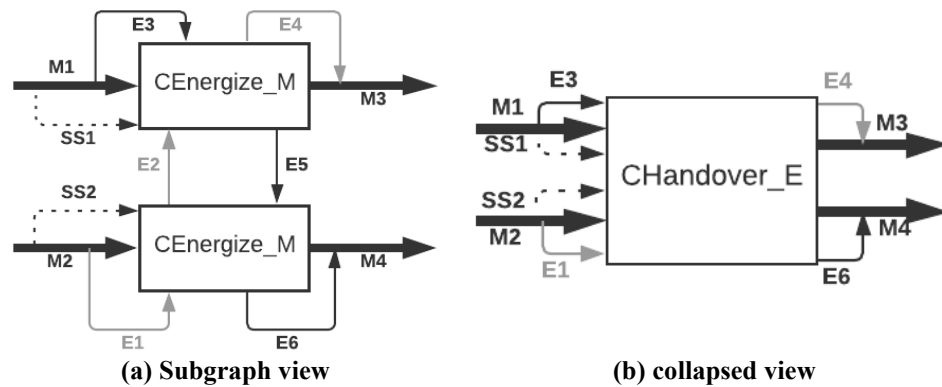 E3
E4
M1
CEnergize_M
M3
SS1
E2
E5
SS2
CEnergize_M
M2
M4
E1
E6
(a) Subgraph view
E3
E4
M1
M3
SS1
CHandover_E
SS2
M2
M4
E1
E6
(b) collapsed view